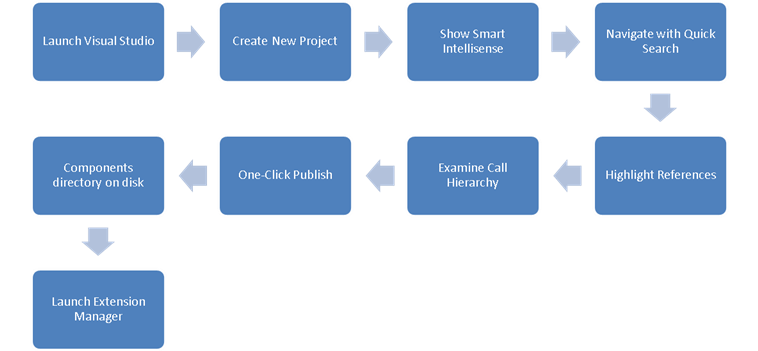 Launch Visual Studio
Create New Project
Show Smart
Intellisense
Navigate with Quick
Search
Highlight References
Examine Call
Hierarchy
One-Click Publish
Components
directory on disk
Launch Extension
Manager